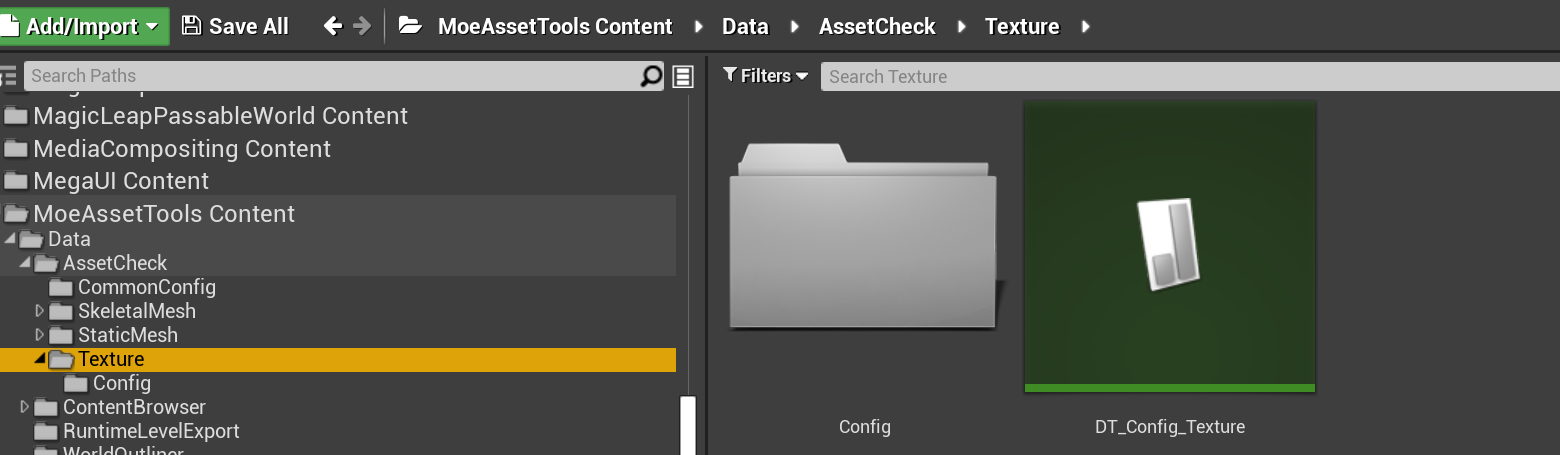 Add/Import
Save All
MoeAssetTools Content
Data
AssetCheck
Texture
Search Paths
MagicLeapPassableWorld Content
MediaCompositing Content
MegaUI Content
MoeAssetTools Content
Data
AssetCheck
CommonConfig
SkeletalMesh
StaticMesh
Texture
Config
ContentBrowser
RuntimeLevelExport
WorldOutliner
Filters
Search Texture
Config
DT_Config_Texture